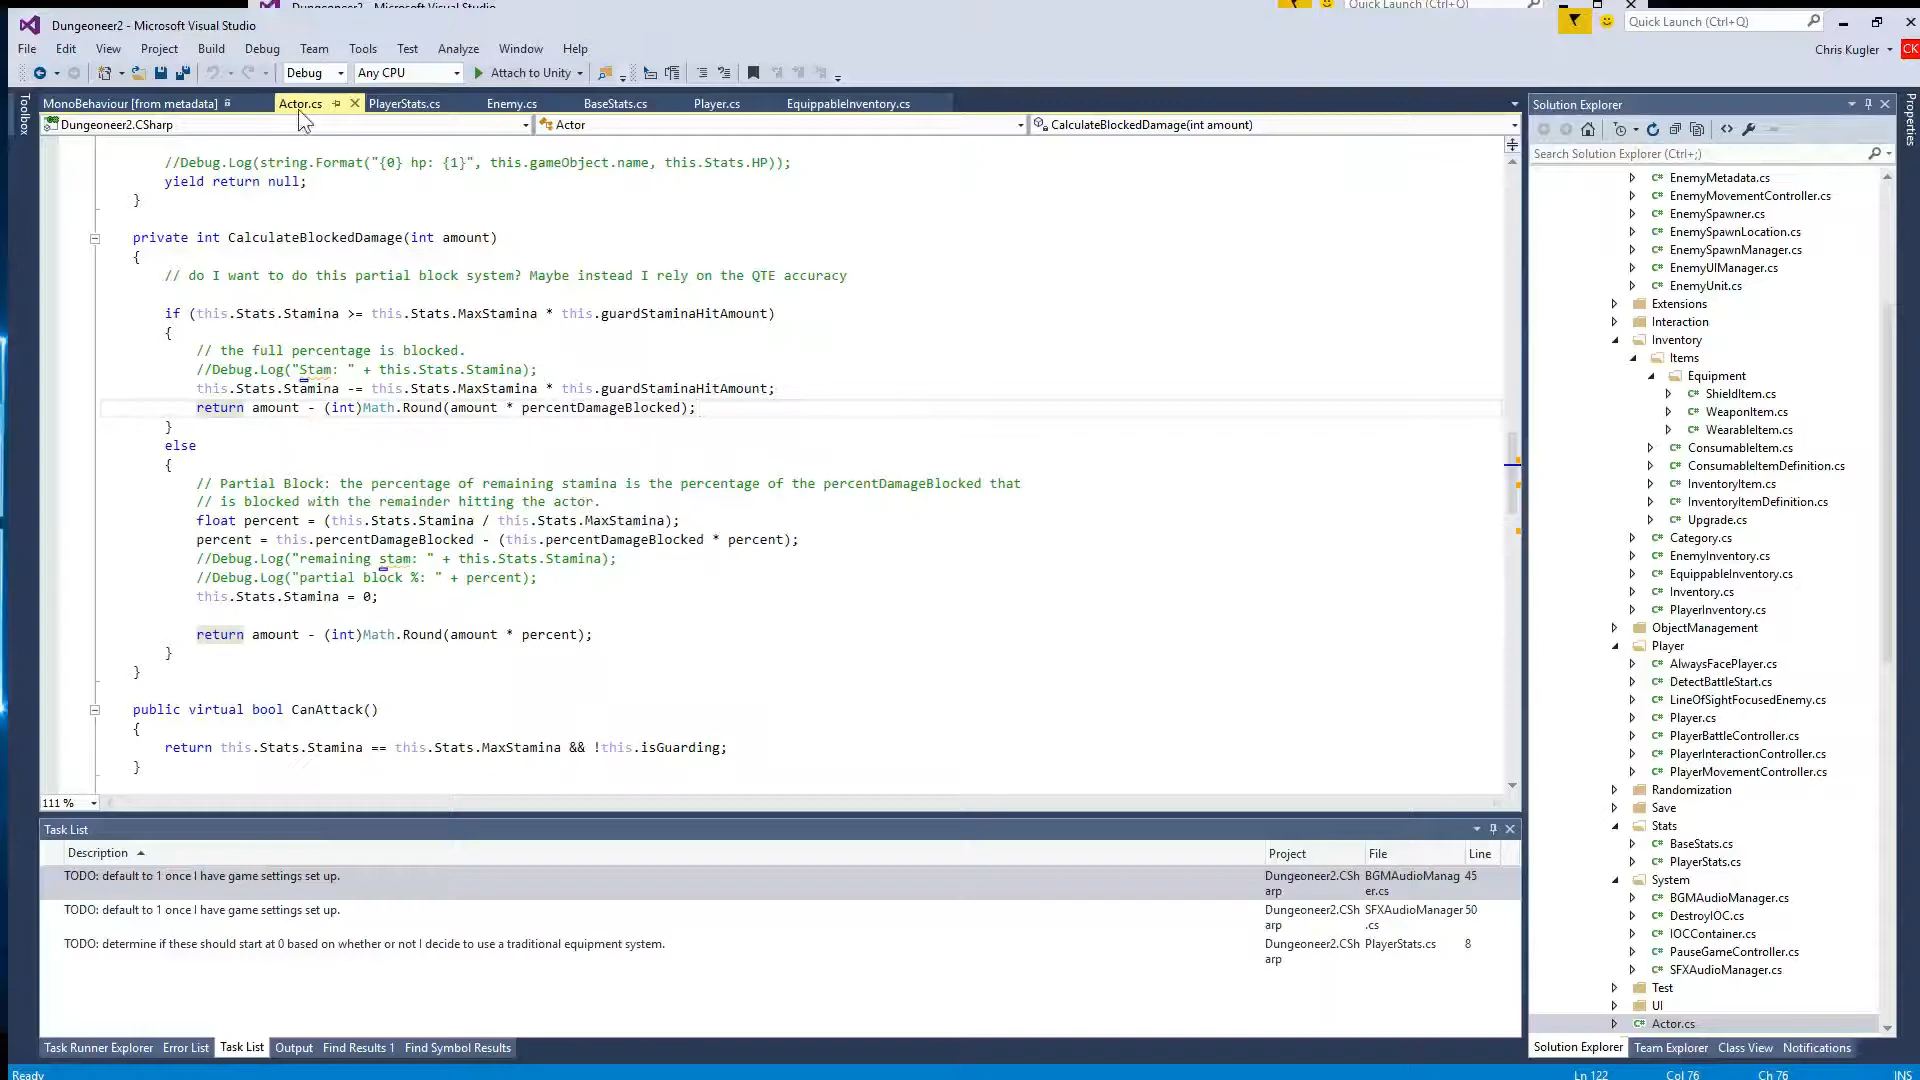 Dungeoneer2 - Microsoft Visual Studio
Quick Launch (Ctrl+Q)
Dungeoneer2 - Microsoft Visual Studio
Quick Launch (Ctrl+Q)
File Edit View Project Build Debug Team Tools Test Analyze Window Help
Chris Kugler
CK
Debug
Any CPU
Attach to Unity
Toolbox
MonoBehaviour [from metadata]
Actor.cs
PlayerStats.cs
Enemy.cs
BaseStats.cs
Player.cs
EquippableInventory.cs
Dungeoneer2.CSharp
Actor
CalculateBlockedDamage(int amount)
//Debug.Log(string.Format("{0} hp: {1}", this.gameObject.name, this.Stats.HP));
yield return null;
}
private int CalculateBlockedDamage(int amount)
{
// do I want to do this partial block system? Maybe instead I rely on the QTE accuracy
if (this.Stats.Stamina >= this.Stats.MaxStamina * this.guardStaminaHitAmount)
{
// the full percentage is blocked.
//Debug.Log("Stam: " + this.Stats.Stamina);
this.Stats.Stamina -= this.Stats.MaxStamina * this.guardStaminaHitAmount;
return amount - (int)Math.Round(amount * percentDamageBlocked);
}
else
{
// Partial Block: the percentage of remaining stamina is the percentage of the percentDamageBlocked that
// is blocked with the remainder hitting the actor.
float percent = (this.Stats.Stamina / this.Stats.MaxStamina);
percent = this.percentDamageBlocked - (this.percentDamageBlocked * percent);
//Debug.Log("remaining stam: " + this.Stats.Stamina);
//Debug.Log("partial block %: " + percent);
this.Stats.Stamina = 0;
return amount - (int)Math.Round(amount * percent);
}
}
public virtual bool CanAttack()
{
return this.Stats.Stamina == this.Stats.MaxStamina && !this.isGuarding;
}
111 %
Task List
Description
Project
File
Line
TODO: default to 1 once I have game settings set up.
Dungeoneer2.CSh
arp
BGMAudioManag
er.cs
45
TODO: default to 1 once I have game settings set up.
Dungeoneer2.CSh
arp
SFXAudioManager
.cs
50
TODO: determine if these should start at 0 based on whether or not I decide to use a traditional equipment system.
Dungeoneer2.CSh
arp
PlayerStats.cs
8
Task Runner Explorer
Error List
Task List
Output
Find Results 1
Find Symbol Results
Solution Explorer
Search Solution Explorer (Ctrl+;)
EnemyMetadata.cs
EnemyMovementController.cs
EnemySpawner.cs
EnemySpawnLocation.cs
EnemySpawnManager.cs
EnemyUIManager.cs
EnemyUnit.cs
Extensions
Interaction
Inventory
Items
Equipment
ShieldItem.cs
WeaponItem.cs
WearableItem.cs
ConsumableItem.cs
ConsumableItemDefinition.cs
InventoryItem.cs
InventoryItemDefinition.cs
Upgrade.cs
Category.cs
EnemyInventory.cs
EquippableInventory.cs
Inventory.cs
PlayerInventory.cs
ObjectManagement
Player
AlwaysFacePlayer.cs
DetectBattleStart.cs
LineOfSightFocusedEnemy.cs
Player.cs
PlayerBattleController.cs
PlayerInteractionController.cs
PlayerMovementController.cs
Randomization
Save
Stats
BaseStats.cs
PlayerStats.cs
System
BGMAudioManager.cs
DestroyIOC.cs
IOCContainer.cs
PauseGameController.cs
SFXAudioManager.cs
Test
UI
Actor.cs
Solution Explorer
Team Explorer
Class View
Notifications
Properties
Ready
Ln 122
Col 76
Ch 76
INS